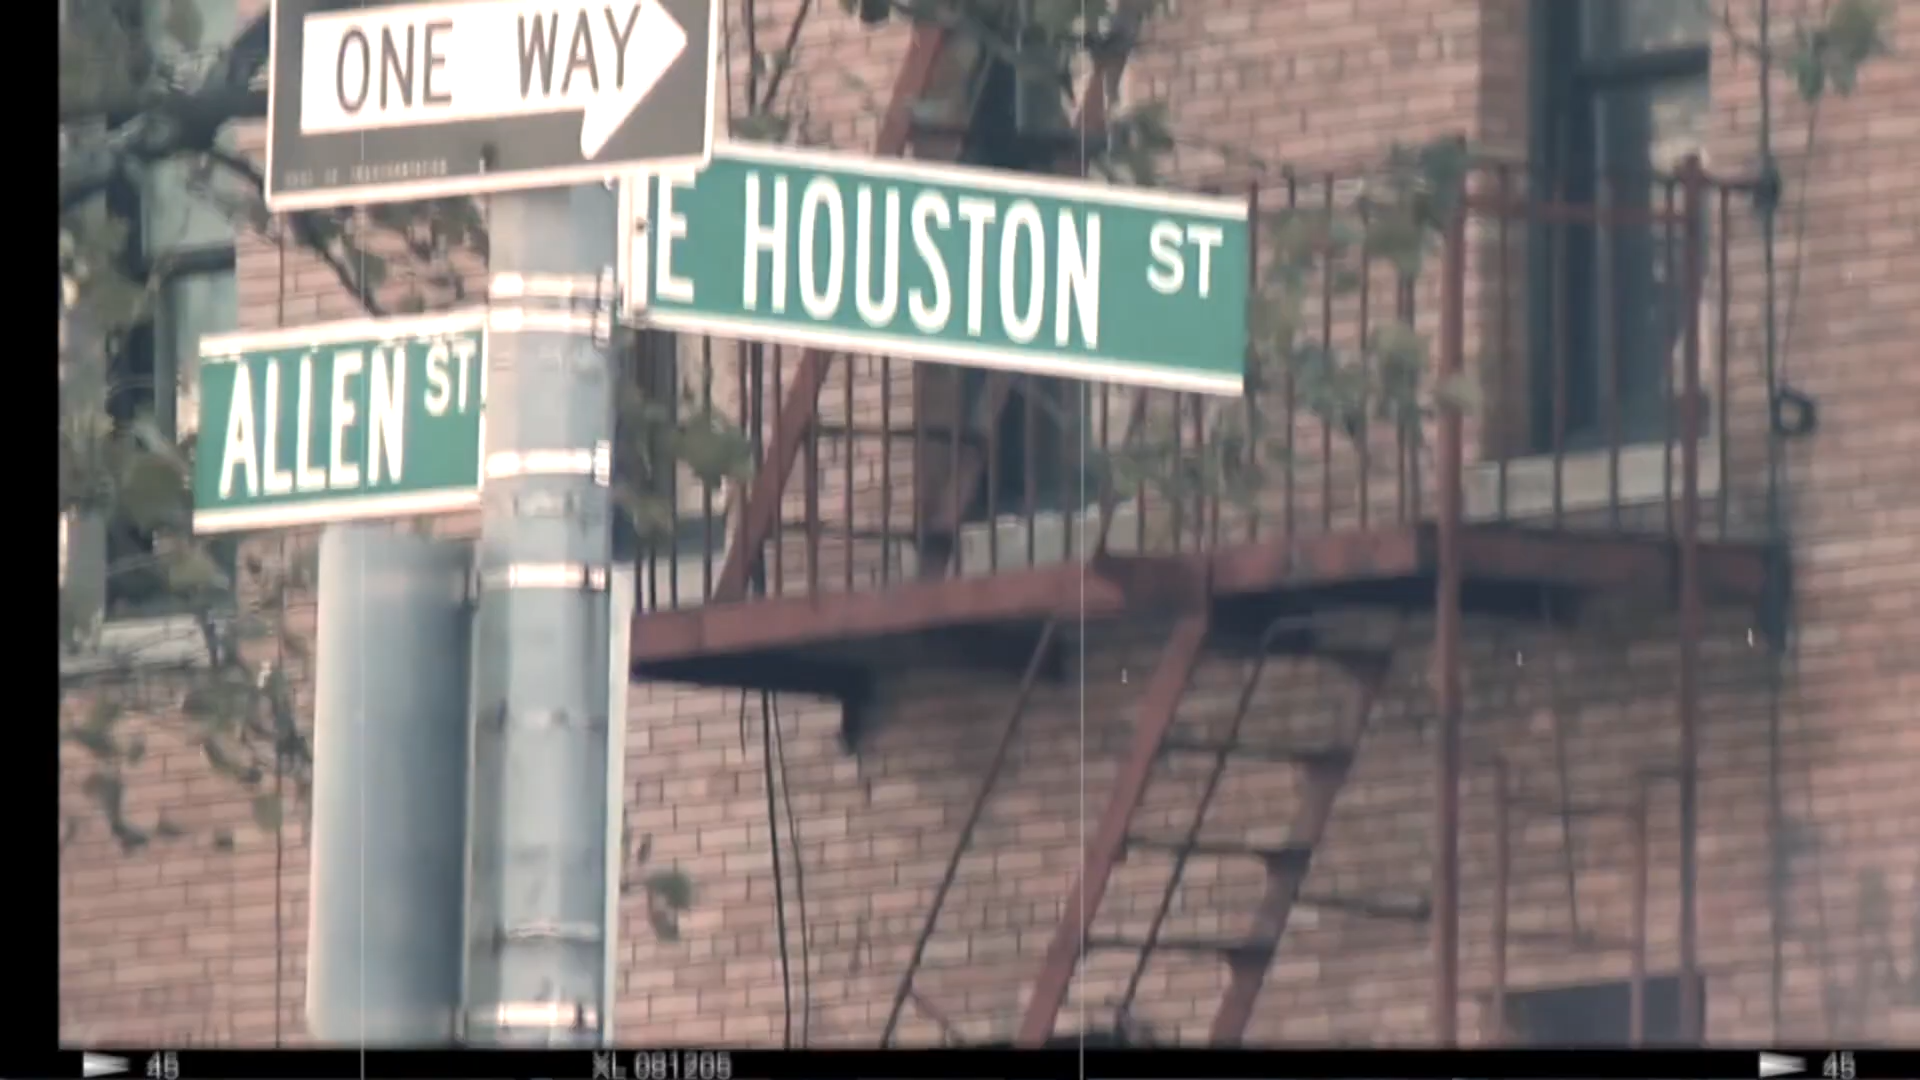 ONE WAY
E HOUSTON ST
ALLEN ST
45
XL 081205
45